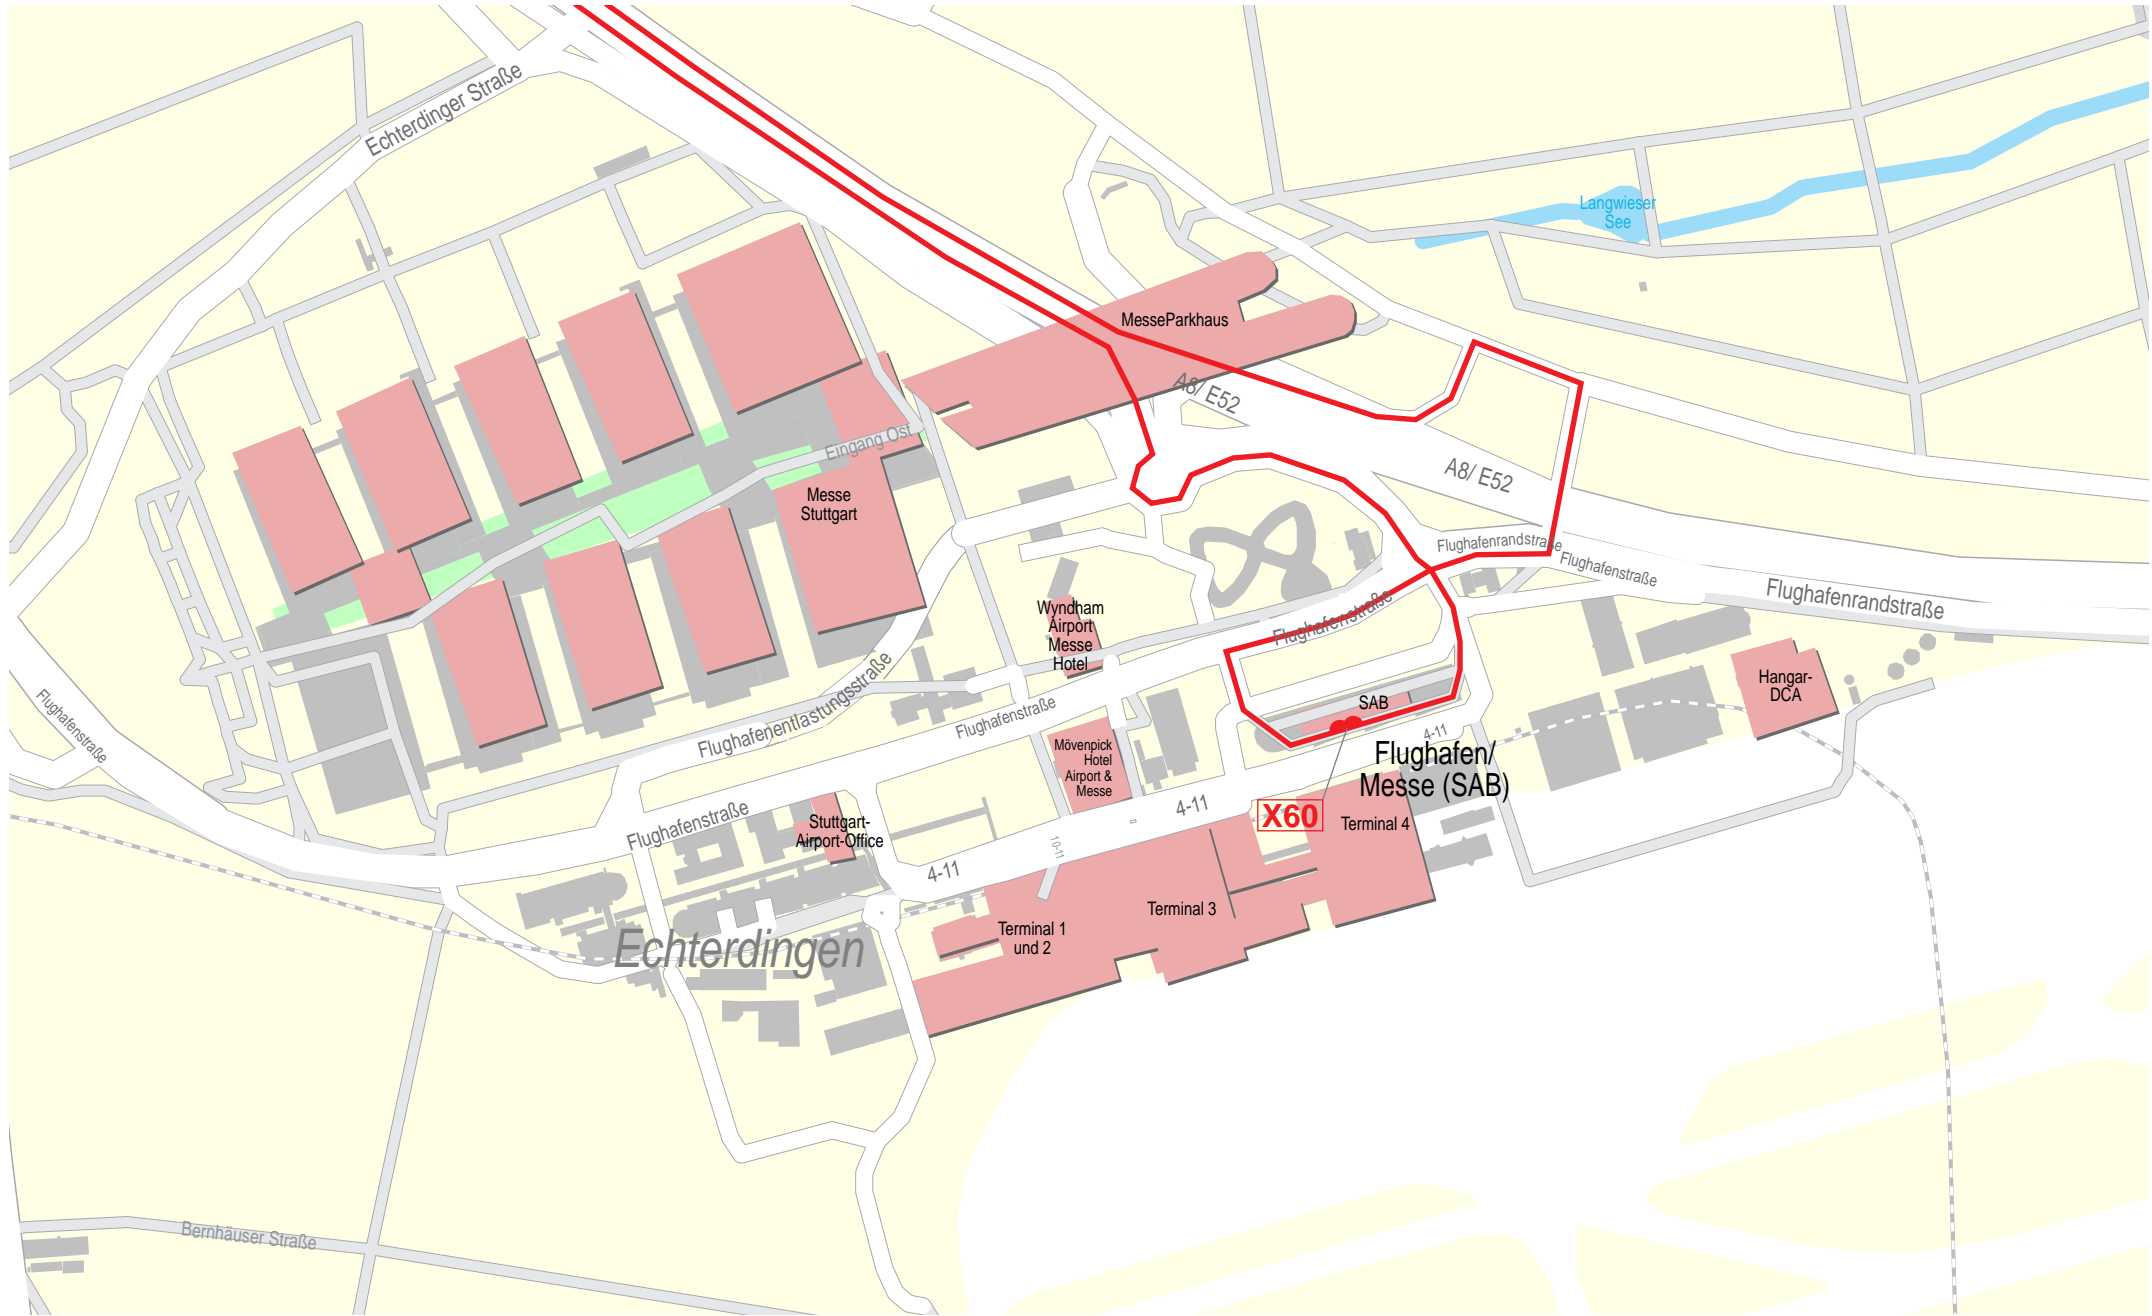 Echterdinger Straße
Langwieser
See
MesseParkhaus
A8/ E52
Eingang Ost
A8/ E52
Messe
Stuttgart
Flughafenrandstraße
Flughafenstraße
Flughafenrandstraße
Wyndham
Airport
Messe
Hotel
Flughafenstraße
Hangar-
DCA
SAB
Flughafenstraße
Flughafenentlastungsstraße
Flughafenstraße
4-11
Flughafen/
Messe (SAB)
Mövenpick
Hotel
Airport &
Messe
4-11
X60
Terminal 4
Flughafenstraße
Stuttgart-
Airport-Office
10-11
4-11
Terminal 3
Terminal 1
und 2
Echterdingen
Bernhäuser Straße